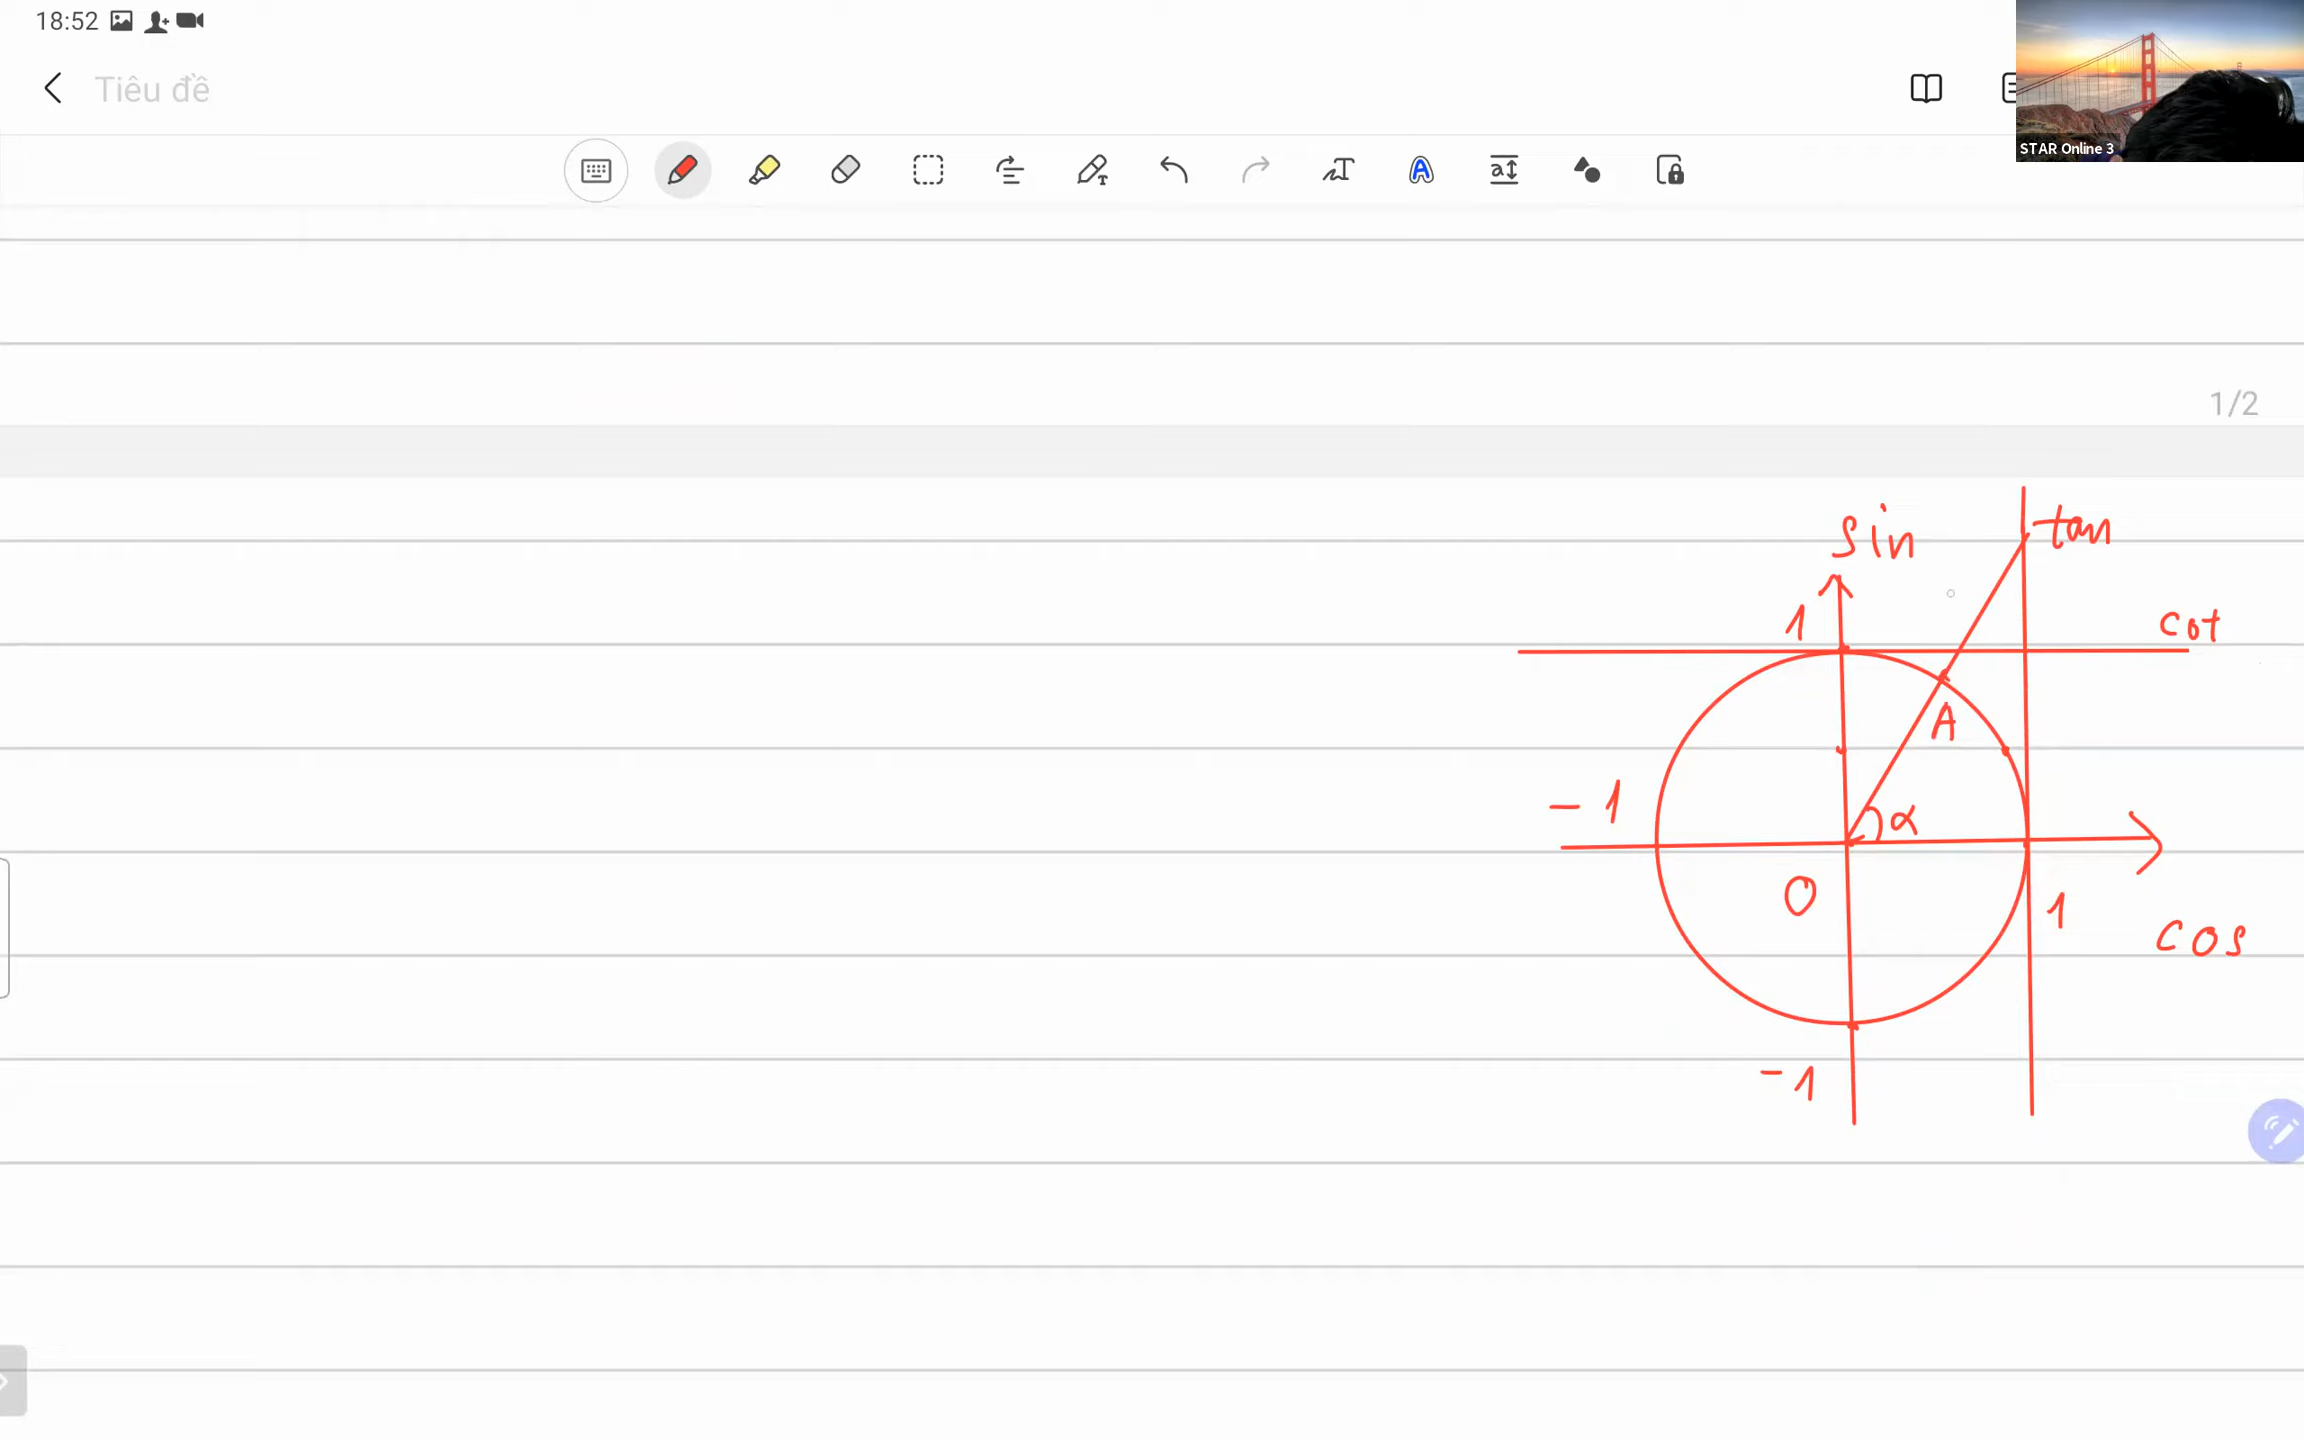 18:52
Tiêu đề
STAR Online 3
1/2
sin
tan
1
cot
A
-1
α
O
1
cos
-1